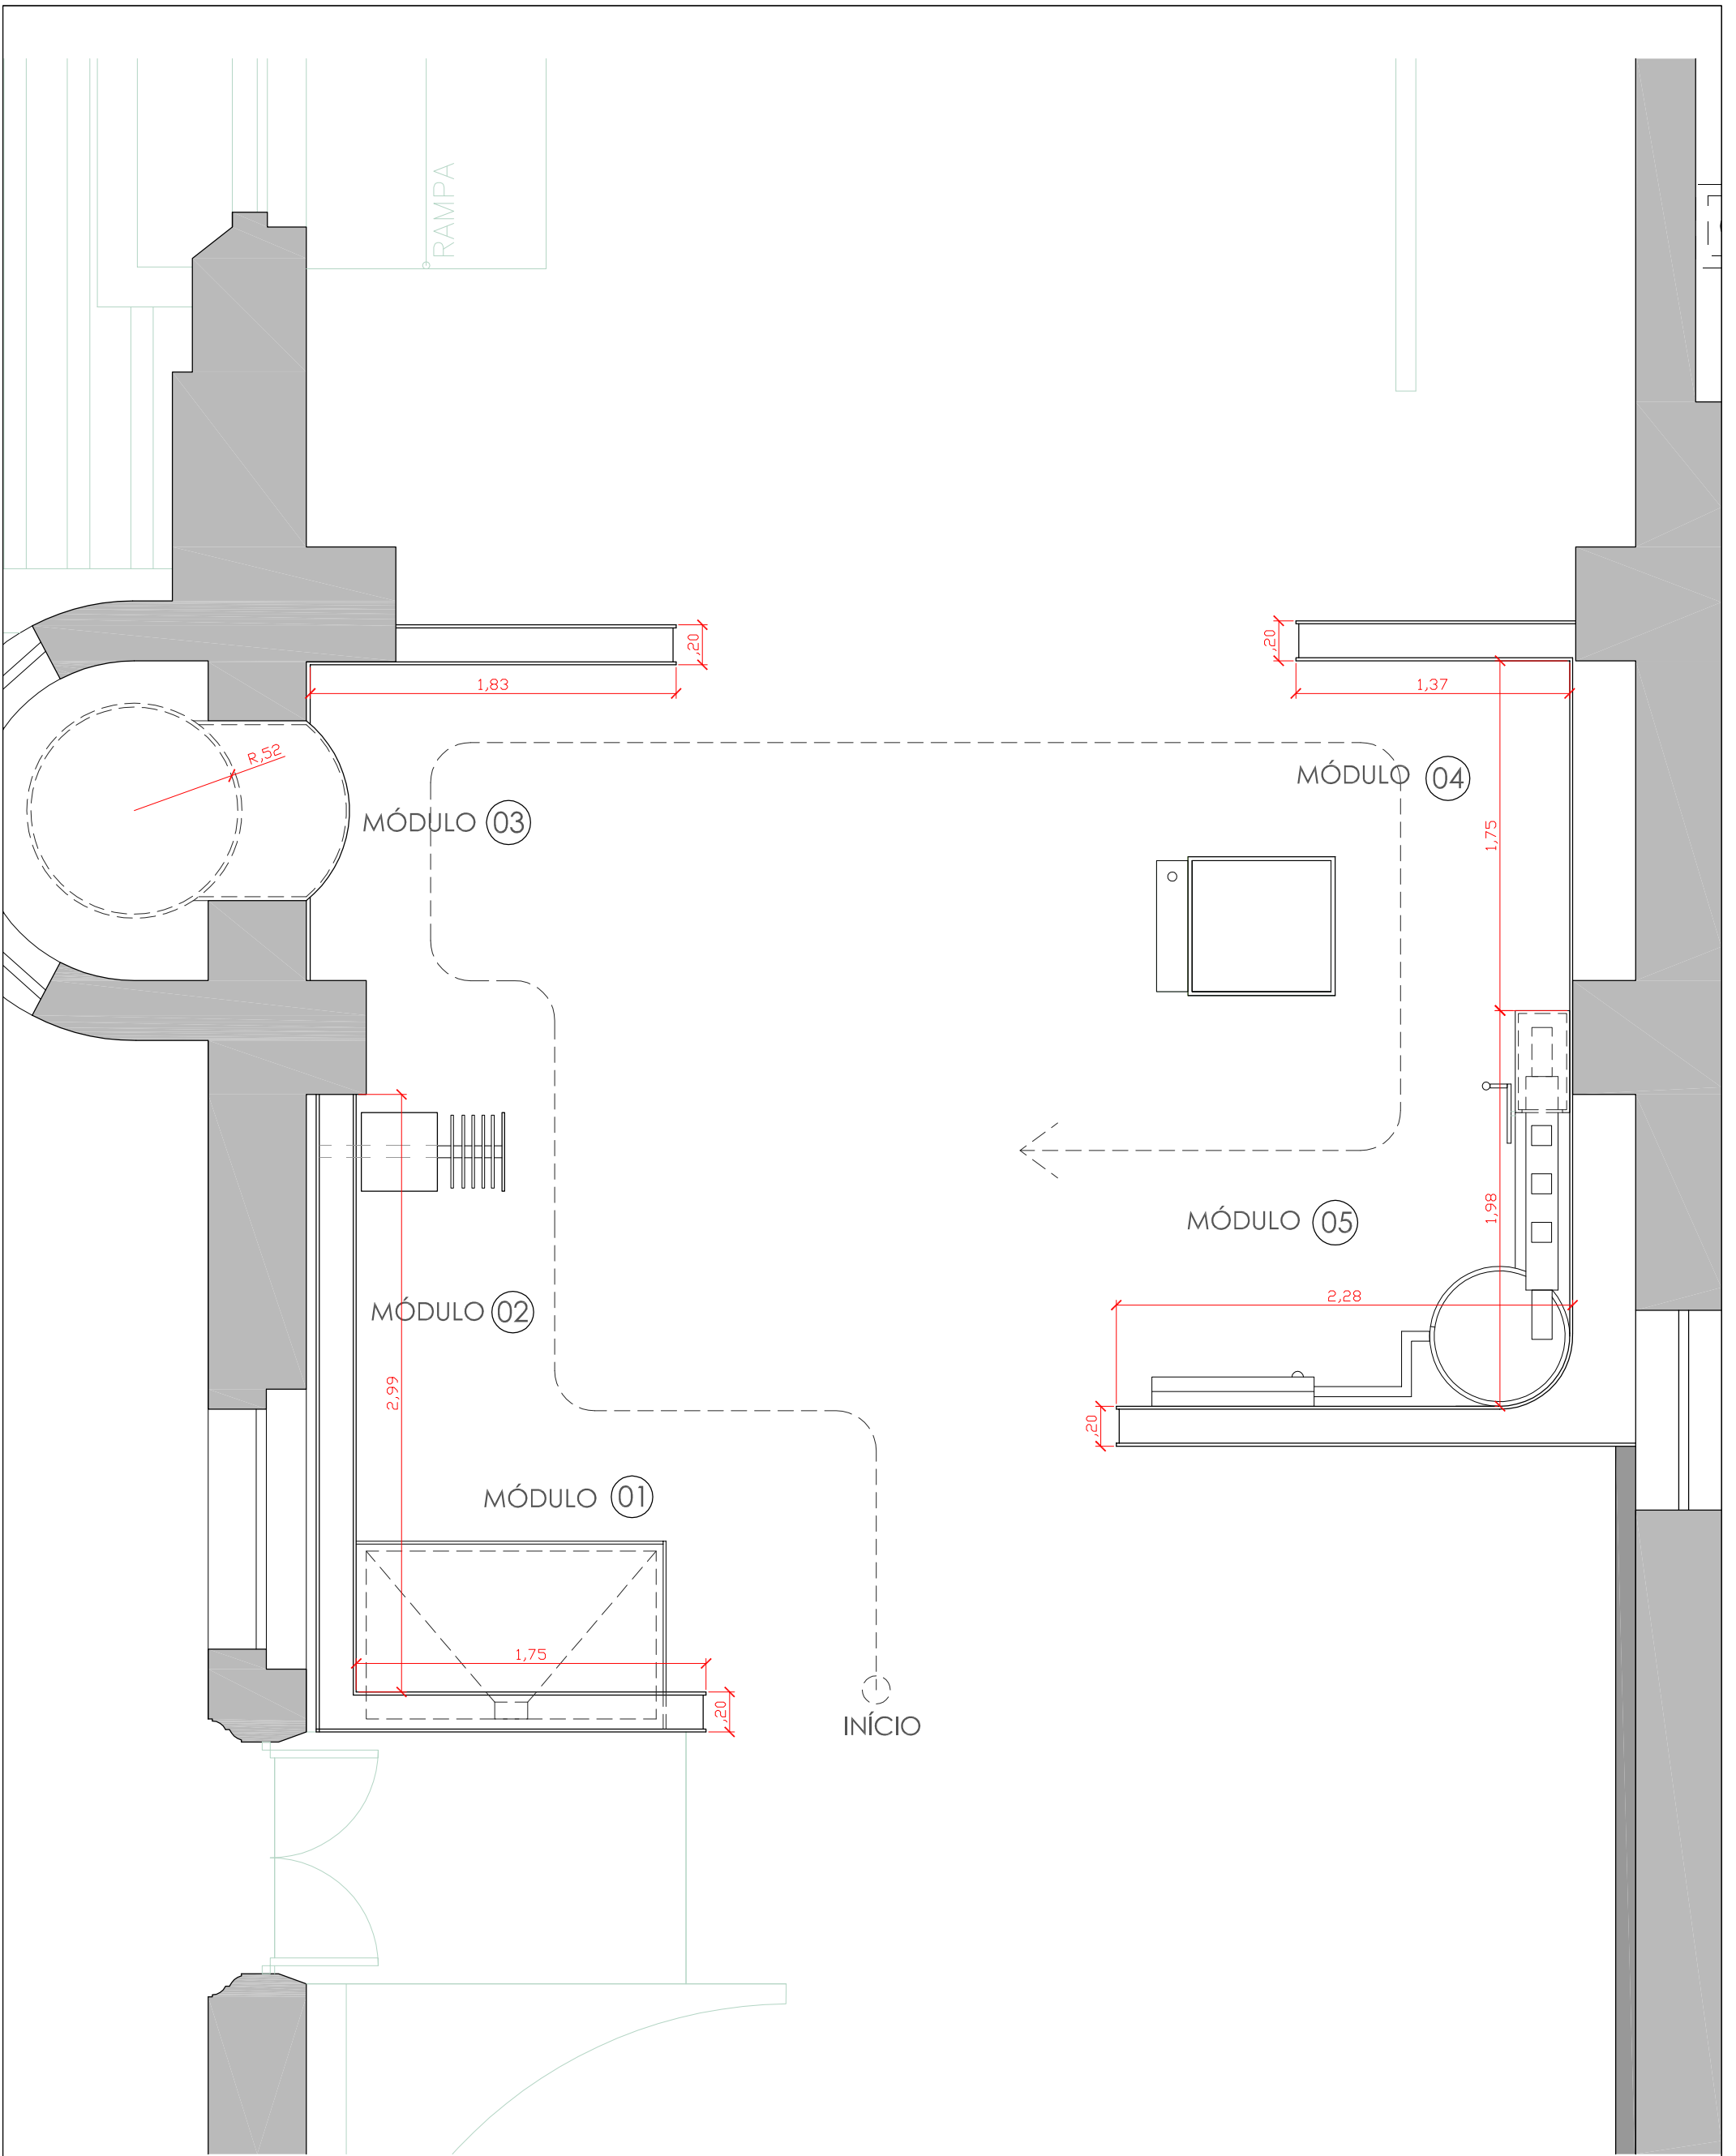 RAMPA
,20
,20
1,83
1,37
R,52
MÓDULO 04
MÓDULO 03
1,75
1,98
MÓDULO 05
2,28
MÓDULO 02
2,99
,20
MÓDULO 01
1,75
,20
INÍCIO